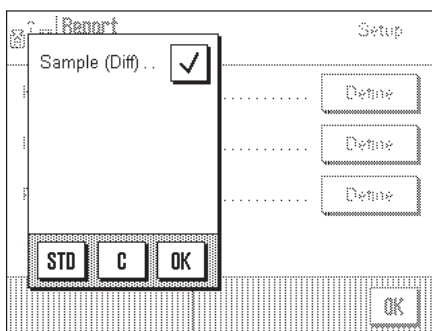 Report
Setup
Sample (Diff) . .
Define
Define
Define
STD C OK
OK